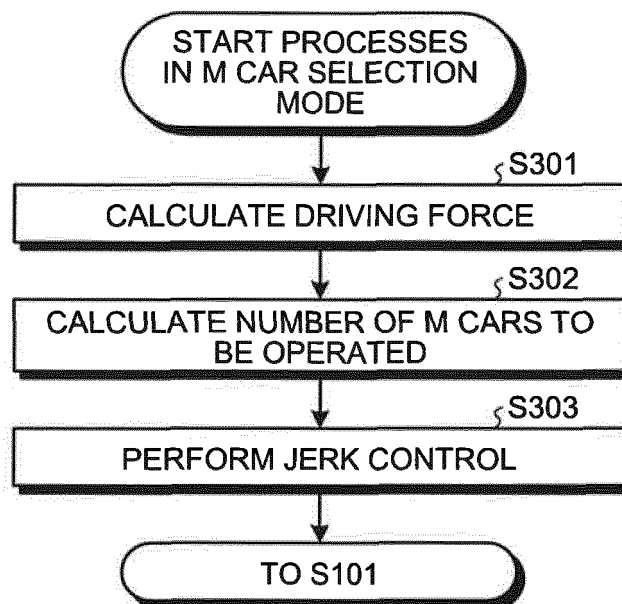 START PROCESSES
IN M CAR SELECTION
MODE
S301
CALCULATE DRIVING FORCE
S302
CALCULATE NUMBER OF M CARS TO
BE OPERATED
S303
PERFORM JERK CONTROL
TO S101